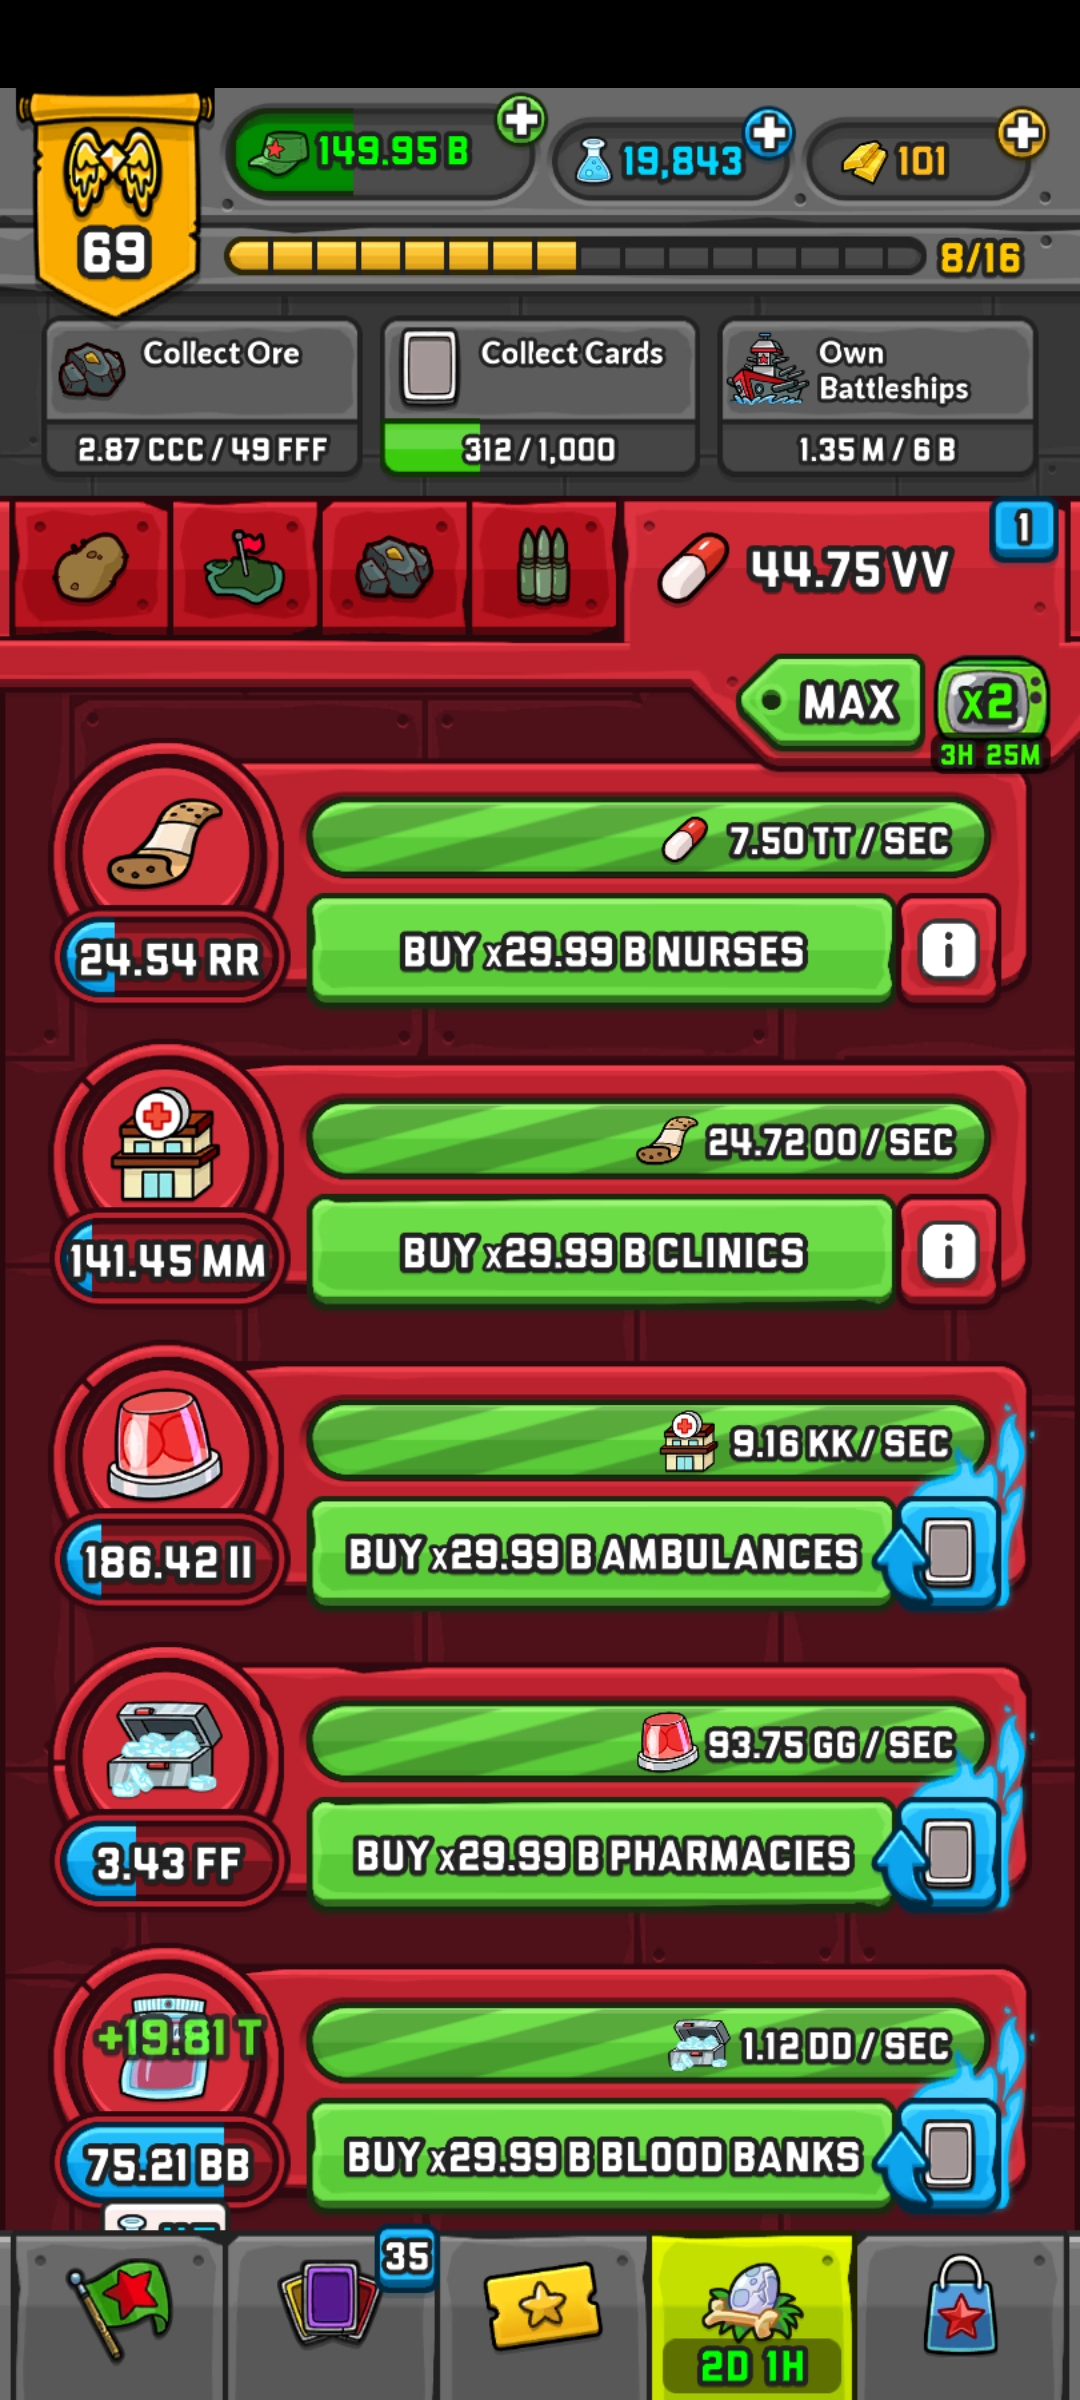 69
149.95 B
19,843
101
8/16
Collect Ore
2.87 CCC / 49 FFF
Collect Cards
312 / 1,000
Own
Battleships
1.35 M / 6 B
44.75 VV
1
MAX
x2
3H 25M
7.50 TT / SEC
24.54 RR
BUY x29.99 B NURSES
i
24.72 OO / SEC
141.45 MM
BUY x29.99 B CLINICS
i
9.16 KK / SEC
186.42 II
BUY x29.99 B AMBULANCES
93.75 GG / SEC
3.43 FF
BUY x29.99 B PHARMACIES
+19.81 T
1.12 DD / SEC
75.21 BB
BUY x29.99 B BLOOD BANKS
35
2D 1H